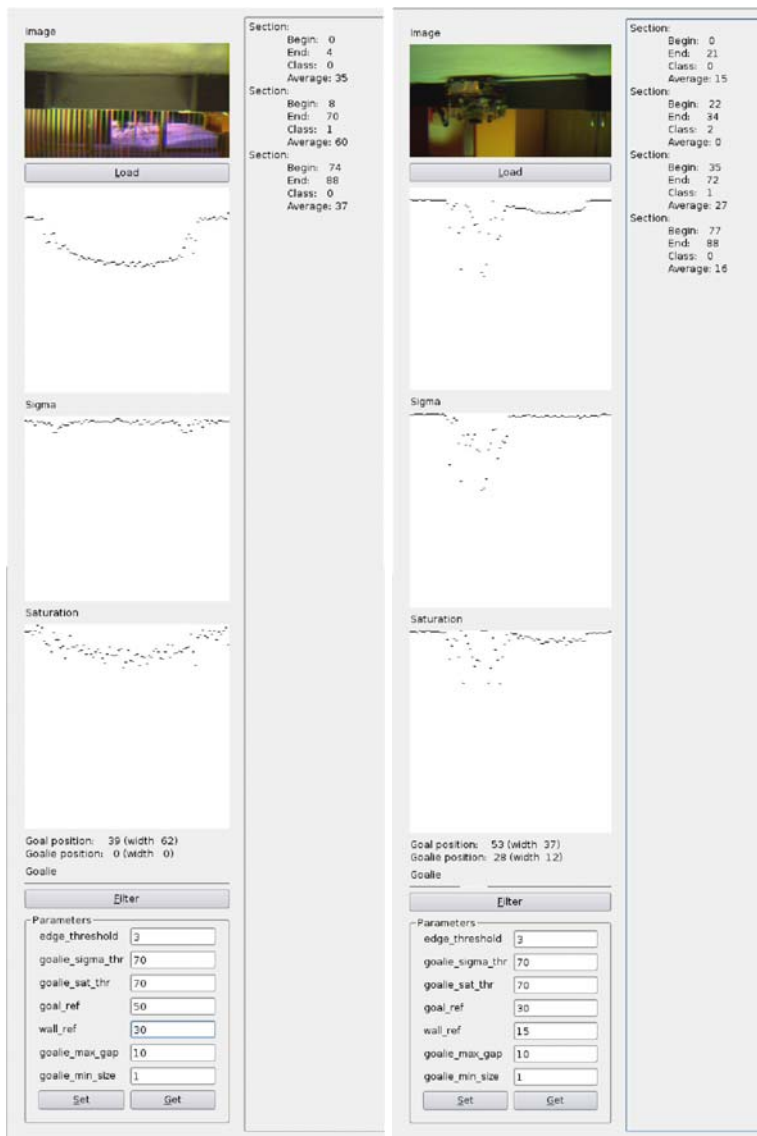 Image
Load
Sigma
Saturation
Goal position: 39 (width 62)
Goalie position: 0 (width 0)
Goalie
Filter
Parameters
edge_threshold 3
goalie_sigma_thr 70
goalie_sat_thr 70
goal_ref 50
wall_ref 30
goalie_max_gap 10
goalie_min_size 1
Set Get
Section:
Begin: 0
End: 4
Class: 0
Average: 35
Section:
Begin: 8
End: 70
Class: 1
Average: 60
Section:
Begin: 74
End: 88
Class: 0
Average: 37
Image
Load
Sigma
Saturation
Goal position: 53 (width 37)
Goalie position: 28 (width 12)
Goalie
Filter
Parameters
edge_threshold 3
goalie_sigma_thr 70
goalie_sat_thr 70
goal_ref 30
wall_ref 15
goalie_max_gap 10
goalie_min_size 1
Set Get
Section:
Begin: 0
End: 21
Class: 0
Average: 15
Section:
Begin: 22
End: 34
Class: 2
Average: 0
Section:
Begin: 35
End: 72
Class: 1
Average: 27
Section:
Begin: 77
End: 88
Class: 0
Average: 16